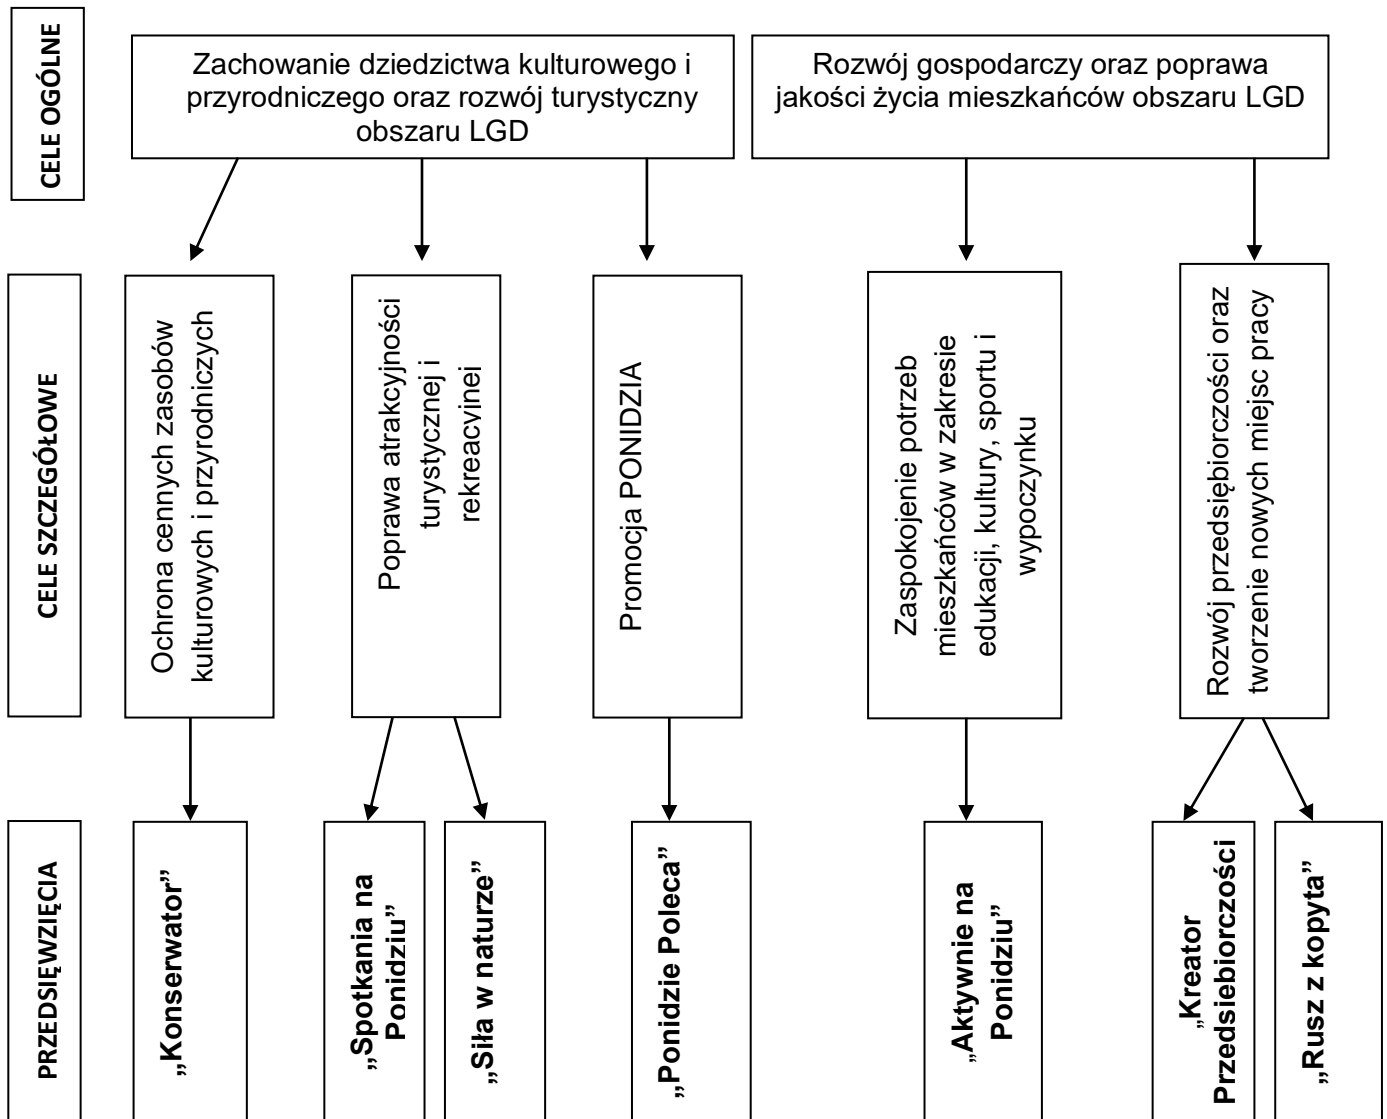 CELE OGÓLNE
Zachowanie dziedzictwa kulturowego i
przyrodniczego oraz rozwój turystyczny
obszaru LGD
Rozwój gospodarczy oraz poprawa
jakości życia mieszkańców obszaru LGD
CELE SZCZEGÓŁOWE
Ochrona cennych zasobów
kulturowych i przyrodniczych
Poprawa atrakcyjności
turystycznej i
rekreacyjnej
Promocja PONIDZIA
Zaspokojenie potrzeb
mieszkańców w zakresie
edukacji, kultury, sportu i
wypoczynku
Rozwój przedsiębiorczości oraz
tworzenie nowych miejsc pracy
PRZEDSIĘWZIĘCIA
„Konserwator”
„Spotkania na
Ponidziu”
„Siła w naturze”
„Ponidzie Poleca”
„Aktywnie na
Ponidziu”
„Kreator
Przedsiebiorczości
„Rusz z kopyta”